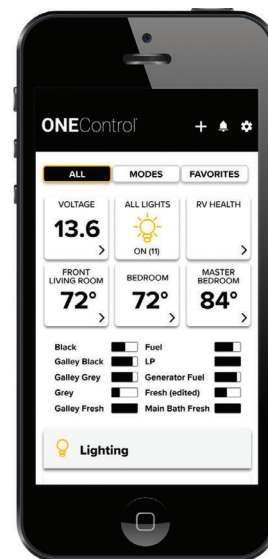 ONEControl
ALL MODES FAVORITES
VOLTAGE
13.6
ALL LIGHTS
ON (11)
RV HEALTH
FRONT
LIVING ROOM
72°
BEDROOM
72°
MASTER
BEDROOM
84°
Black Fuel
Galley Black LP
Galley Grey Generator Fuel
Grey Fresh (edited)
Galley Fresh Main Bath Fresh
Lighting